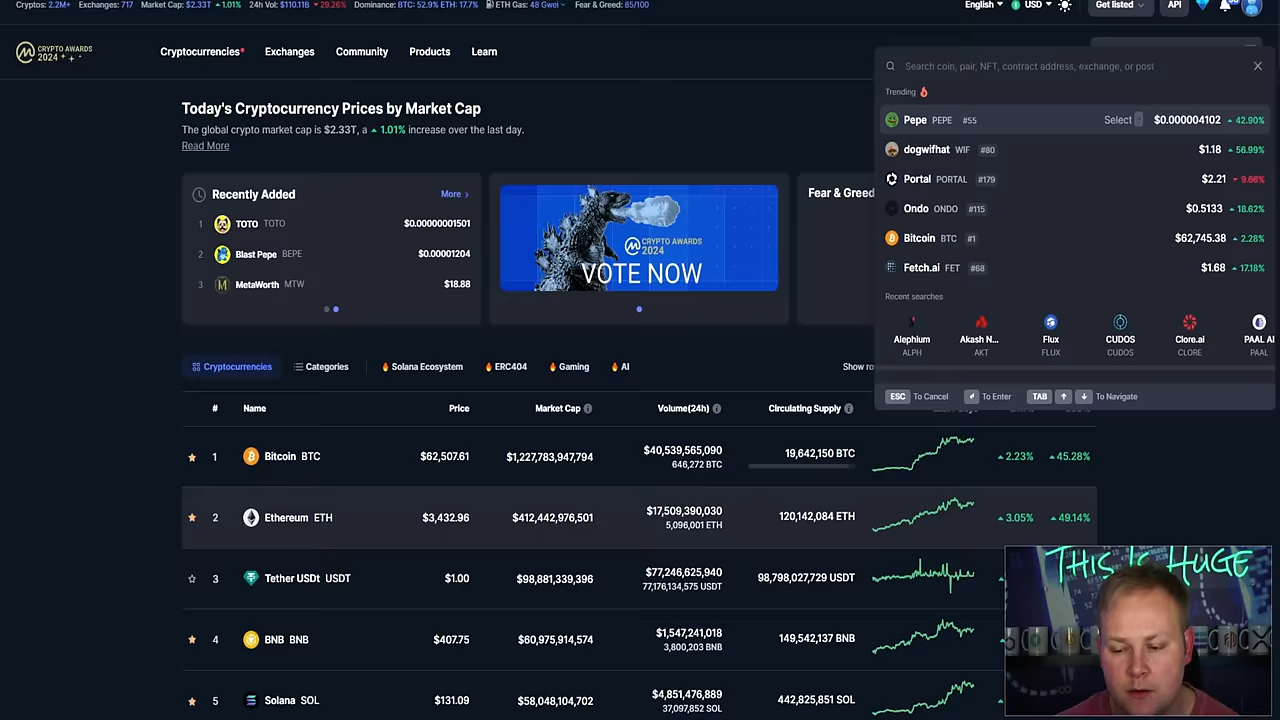 Cryptos: 2.2M+ Exchanges: 717 Market Cap: $2.33T 1.01% 24h Vol: $110.11B 29.26% Dominance: BTC: 52.9% ETH: 17.7% ETH Gas: 48 Gwei Fear & Greed: 85/100 English USD Get listed API
CRYPTO AWARDS
2024
Cryptocurrencies Exchanges Community Products Learn
Search coin, pair, NFT, contract address, exchange, or post
Trending
Pepe PEPE #55 Select $0.000004102 42.90%
dogwifhat WIF #80 $1.18 56.99%
Portal PORTAL #179 $2.21 9.66%
Ondo ONDO #115 $0.5133 18.62%
Bitcoin BTC #1 $62,745.38 2.28%
Fetch.ai FET #68 $1.68 17.18%
Recent searches
Alephium Akash N... Flux CUDOS Clore.ai PAAL AI
ALPH AKT FLUX CUDOS CLORE PAAL
ESC To Cancel To Enter TAB To Navigate
Today's Cryptocurrency Prices by Market Cap
The global crypto market cap is $2.33T, a 1.01% increase over the last day.
Read More
Recently Added More
1 TOTO TOTO $0.00000001501
2 Blast Pepe BEPE $0.00001204
3 MetaWorth MTW $18.88
CRYPTO AWARDS
2024
VOTE NOW
Fear & Greed
Cryptocurrencies Categories Solana Ecosystem ERC404 Gaming AI Show ro
# Name Price Market Cap Volume(24h) Circulating Supply
1 Bitcoin BTC $62,507.61 $1,227,783,947,794 $40,539,565,090 19,642,150 BTC 2.23% 45.28%
646,272 BTC
2 Ethereum ETH $3,432.96 $412,442,976,501 $17,509,390,030 120,142,084 ETH 3.05% 49.14%
5,096,001 ETH
3 Tether USDt USDT $1.00 $98,881,339,396 $77,246,625,940 98,798,027,729 USDT
77,176,134,575 USDT
4 BNB BNB $407.75 $60,975,914,574 $1,547,241,018 149,542,137 BNB
3,800,203 BNB
5 Solana SOL $131.09 $58,048,104,702 $4,851,476,889 442,825,851 SOL
37,097,852 SOL
THIS IS HUGE